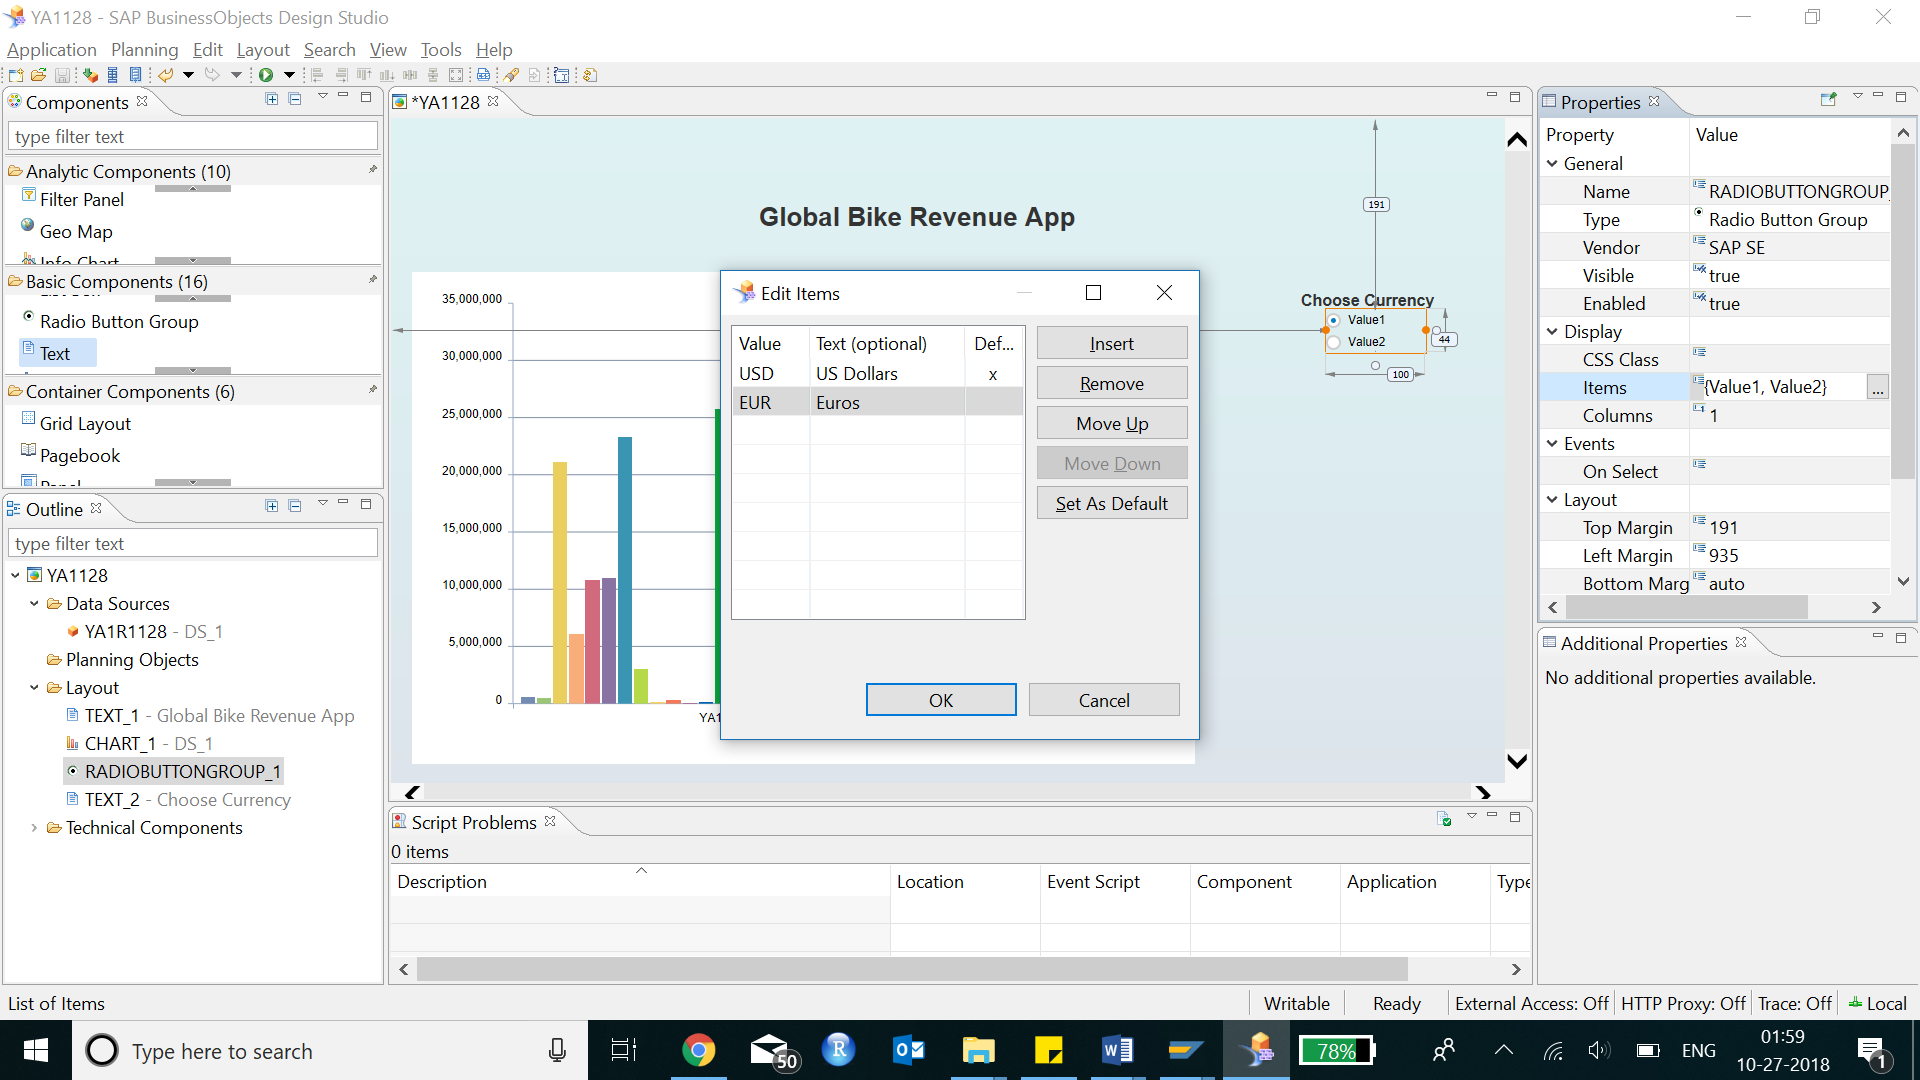 YA1128 - SAP BusinessObjects Design Studio
Application Planning Edit Layout Search View Tools Help
Components
type filter text
Analytic Components (10)
Filter Panel
Geo Map
Info Chart
Basic Components (16)
Radio Button Group
Text
Container Components (6)
Grid Layout
Pagebook
Panel
Outline
type filter text
YA1128
Data Sources
YA1R1128 - DS_1
Planning Objects
Layout
TEXT_1 - Global Bike Revenue App
CHART_1 - DS_1
RADIOBUTTONGROUP_1
TEXT_2 - Choose Currency
Technical Components
*YA1128
Global Bike Revenue App
191
Choose Currency
Value1
Value2
44
100
35,000,000
30,000,000
25,000,000
20,000,000
15,000,000
10,000,000
5,000,000
0
YA1
Edit Items
Value Text (optional) Def...
USD US Dollars x
EUR Euros
Insert
Remove
Move Up
Move Down
Set As Default
OK Cancel
Script Problems
0 items
Description Location Event Script Component Application Type
Properties
Property Value
General
Name RADIOBUTTONGROUP_
Type Radio Button Group
Vendor SAP SE
Visible true
Enabled true
Display
CSS Class
Items {Value1, Value2} ...
Columns 1
Events
On Select
Layout
Top Margin 191
Left Margin 935
Bottom Marg auto
Additional Properties
No additional properties available.
List of Items Writable Ready External Access: Off HTTP Proxy: Off Trace: Off Local
Type here to search 50 78% ENG 01:59
10-27-2018
1